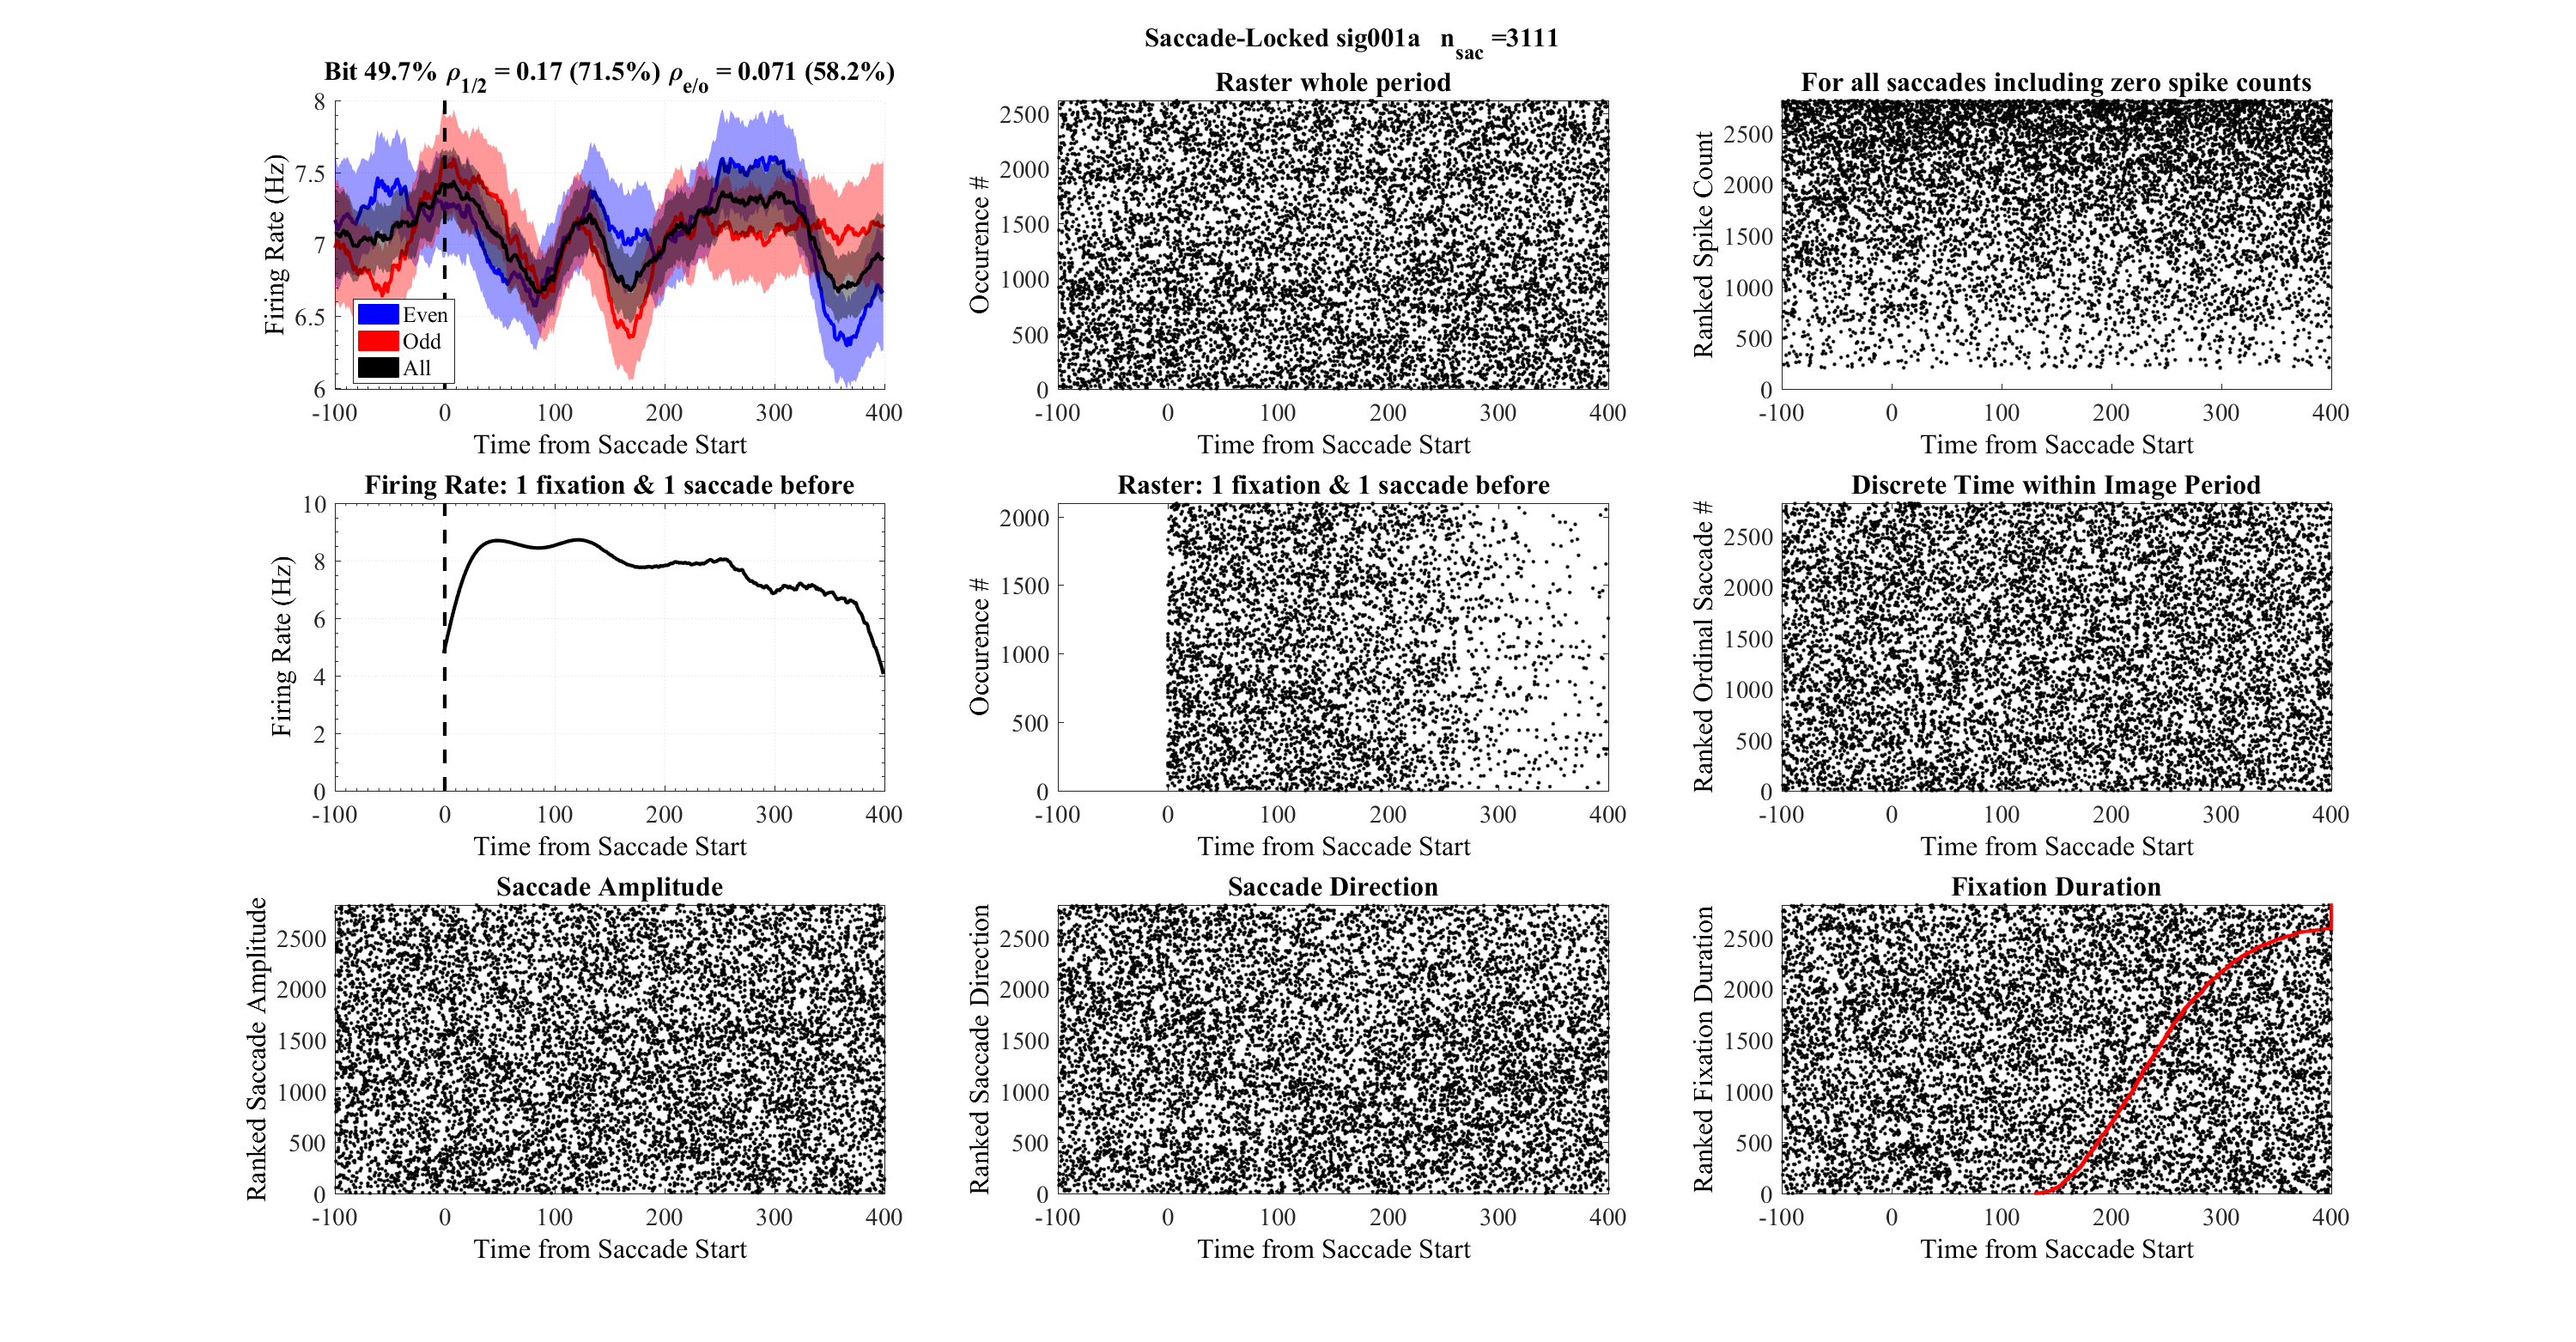 Saccade-Locked sig001a n_sac =3111
Bit 49.7% ρ_1/2 = 0.17 (71.5%) ρ_e/o = 0.071 (58.2%)
Firing Rate (Hz)
8
7.5
7
6.5
6
Even
Odd
All
-100 0 100 200 300 400
Time from Saccade Start
Raster whole period
Occurence #
2500
2000
1500
1000
500
0
-100 0 100 200 300 400
Time from Saccade Start
For all saccades including zero spike counts
Ranked Spike Count
2500
2000
1500
1000
500
0
-100 0 100 200 300 400
Time from Saccade Start
Firing Rate: 1 fixation & 1 saccade before
Firing Rate (Hz)
10
8
6
4
2
0
-100 0 100 200 300 400
Time from Saccade Start
Raster: 1 fixation & 1 saccade before
Occurence #
2000
1500
1000
500
0
-100 0 100 200 300 400
Time from Saccade Start
Discrete Time within Image Period
Ranked Ordinal Saccade #
2500
2000
1500
1000
500
0
-100 0 100 200 300 400
Time from Saccade Start
Saccade Amplitude
Ranked Saccade Amplitude
2500
2000
1500
1000
500
0
-100 0 100 200 300 400
Time from Saccade Start
Saccade Direction
Ranked Saccade Direction
2500
2000
1500
1000
500
0
-100 0 100 200 300 400
Time from Saccade Start
Fixation Duration
Ranked Fixation Duration
2500
2000
1500
1000
500
0
-100 0 100 200 300 400
Time from Saccade Start